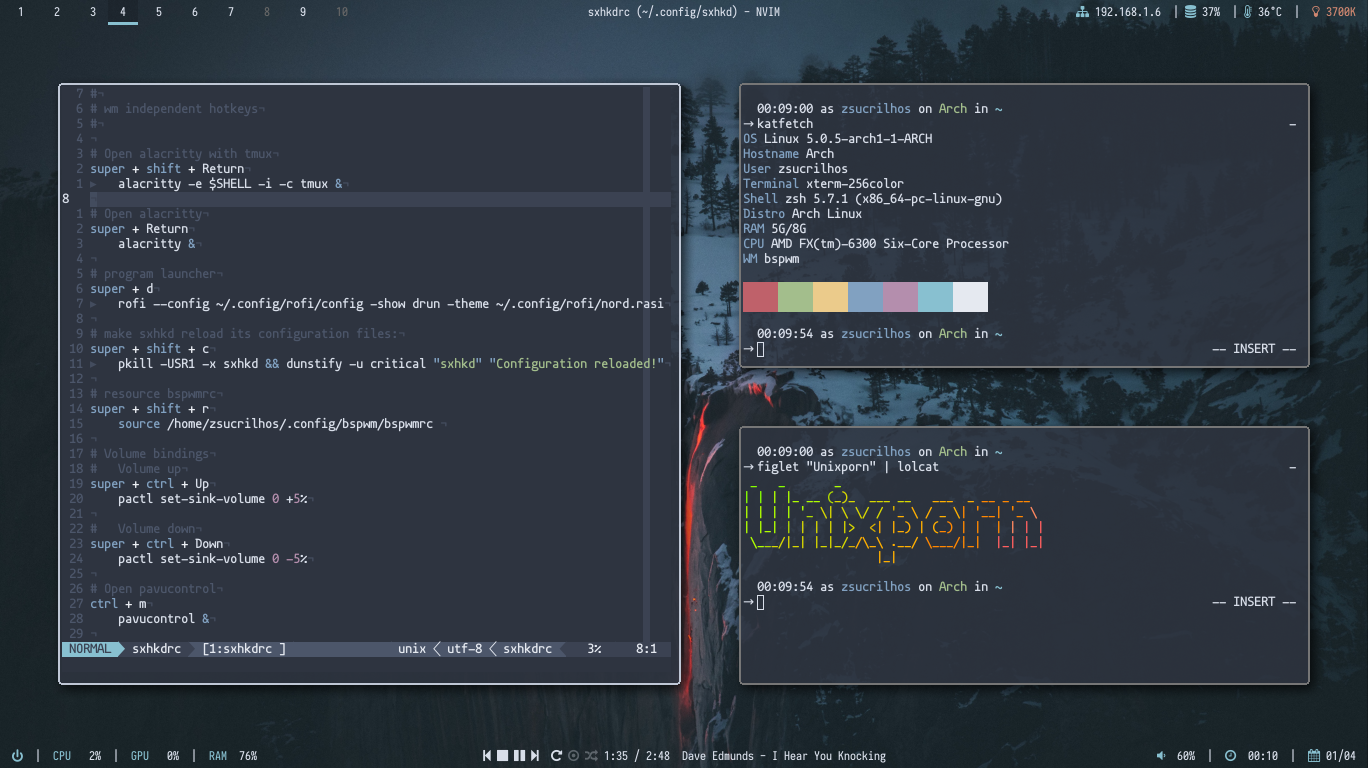 1 2 3 4 5 6 7 8 9 10 sxhkdrc (~/.config/sxhkd) - NVIM 192.168.1.6 | 37% | 36°C | 3700K
7 #¬
6 # wm independent hotkeys¬
5 #¬
4 ¬
3 # Open alacritty with tmux¬
2 super + shift + Return
1 ▸ alacritty -e $SHELL -i -c tmux &¬
8
1 # Open alacritty¬
2 super + Return¬
3 alacritty &¬
4 ¬
5 # program launcher¬
6 super + d¬
7 ▸ rofi --config ~/.config/rofi/config -show drun -theme ~/.config/rofi/nord.rasi
8 ¬
9 # make sxhkd reload its configuration files:¬
10 super + shift + c
11 ▸ pkill -USR1 -x sxhkd && dunstify -u critical "sxhkd" "Configuration reloaded!"¬
12 ¬
13 # resource bspwmrc¬
14 super + shift + r¬
15 source /home/zsucrilhos/.config/bspwm/bspwmrc ¬
16 ¬
17 # Volume bindings¬
18 # Volume up¬
19 super + ctrl + Up¬
20 pactl set-sink-volume 0 +5%¬
21 ¬
22 # Volume down¬
23 super + ctrl + Down
24 pactl set-sink-volume 0 -5%¬
25 ¬
26 # Open pavucontrol¬
27 ctrl + m¬
28 pavucontrol &¬
29 ¬
NORMAL sxhkdrc [1:sxhkdrc ] unix < utf-8 < sxhkdrc 3% 8:1
00:09:00 as zsucrilhos on Arch in ~
→ katfetch –
OS Linux 5.0.5-arch1-1-ARCH
Hostname Arch
User zsucrilhos
Terminal xterm-256color
Shell zsh 5.7.1 (x86_64-pc-linux-gnu)
Distro Arch Linux
RAM 5G/8G
CPU AMD FX(tm)-6300 Six-Core Processor
WM bspwm
00:09:54 as zsucrilhos on Arch in ~
→ -- INSERT --
00:09:00 as zsucrilhos on Arch in ~
→ figlet "Unixporn" | lolcat –
Unixporn
00:09:54 as zsucrilhos on Arch in ~
→ -- INSERT --
| CPU 2% | GPU 0% | RAM 76% 1:35 / 2:48 Dave Edmunds - I Hear You Knocking 60% | 00:10 | 01/04